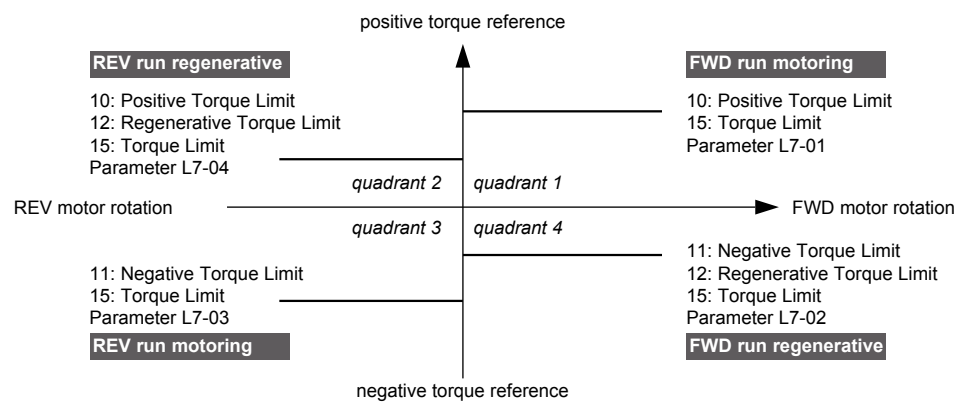 positive torque reference
REV run regenerative
10: Positive Torque Limit
12: Regenerative Torque Limit
15: Torque Limit
Parameter L7-04
FWD run motoring
10: Positive Torque Limit
15: Torque Limit
Parameter L7-01
quadrant 2
quadrant 1
REV motor rotation
FWD motor rotation
quadrant 3
quadrant 4
11: Negative Torque Limit
15: Torque Limit
Parameter L7-03
REV run motoring
11: Negative Torque Limit
12: Regenerative Torque Limit
15: Torque Limit
Parameter L7-02
FWD run regenerative
negative torque reference